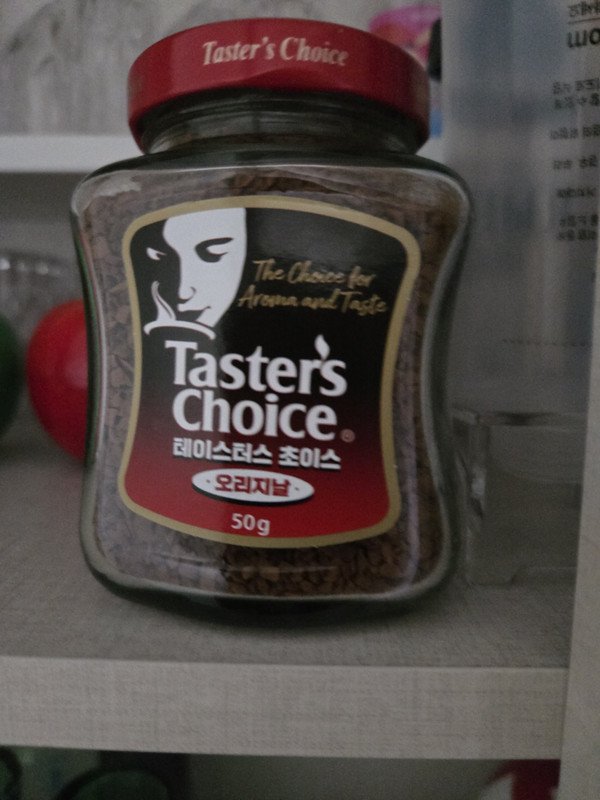 Taster's Choice
The Choice for
Aroma and Taste
Taster's
Choice®
테이스터스 초이스
·오리지날·
50g